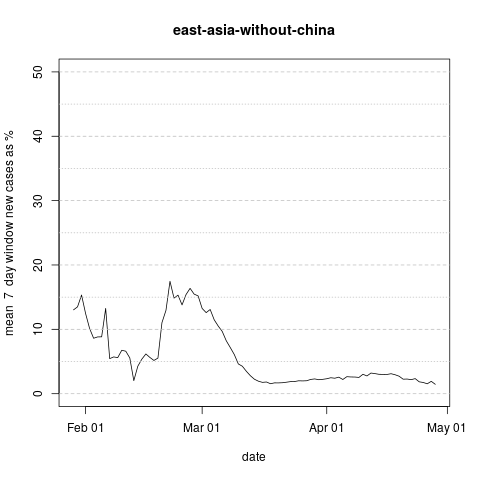 east-asia-without-china
mean 7 day window new cases as %
50
40
30
20
10
0
Feb 01
Mar 01
Apr 01
May 01
date